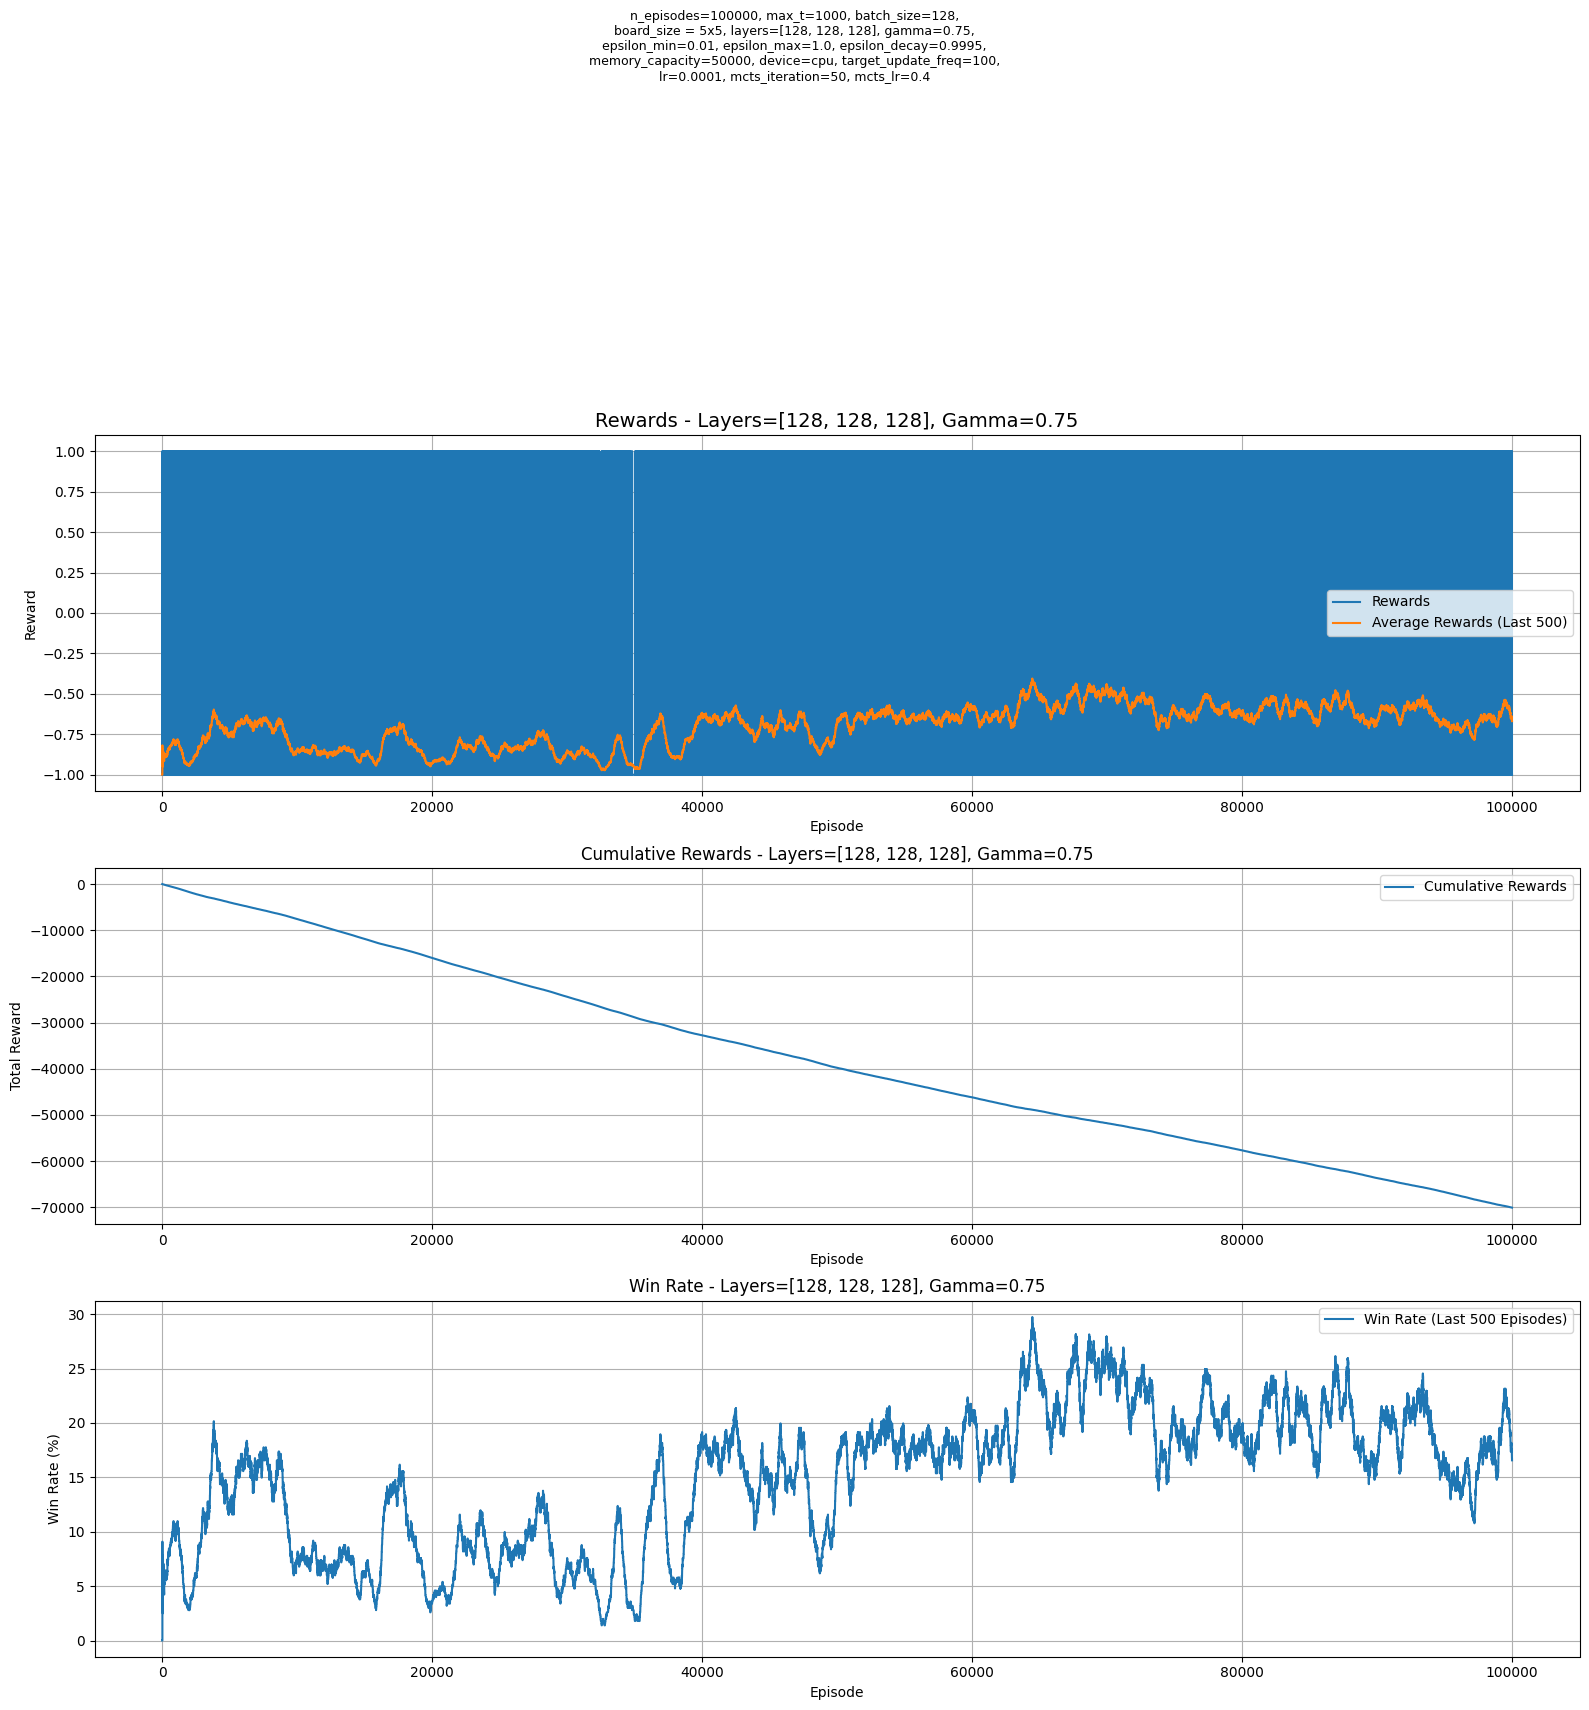 n_episodes=100000, max_t=1000, batch_size=128,
board_size = 5x5, layers=[128, 128, 128], gamma=0.75,
epsilon_min=0.01, epsilon_max=1.0, epsilon_decay=0.9995,
memory_capacity=50000, device=cpu, target_update_freq=100,
lr=0.0001, mcts_iteration=50, mcts_lr=0.4
Rewards - Layers=[128, 128, 128], Gamma=0.75
1.00
0.75
0.50
0.25
0.00
−0.25
−0.50
−0.75
−1.00
Reward
Rewards
Average Rewards (Last 500)
0 20000 40000 60000 80000 100000
Episode
Cumulative Rewards - Layers=[128, 128, 128], Gamma=0.75
0
−10000
−20000
−30000
−40000
−50000
−60000
−70000
Total Reward
Cumulative Rewards
0 20000 40000 60000 80000 100000
Episode
Win Rate - Layers=[128, 128, 128], Gamma=0.75
30
25
20
15
10
5
0
Win Rate (%)
Win Rate (Last 500 Episodes)
0 20000 40000 60000 80000 100000
Episode